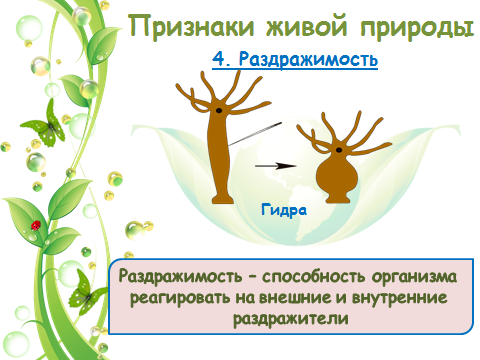 Признаки живой природы
4. Раздражимость
Гидра
Раздражимость – способность организма
реагировать на внешние и внутренние
раздражители